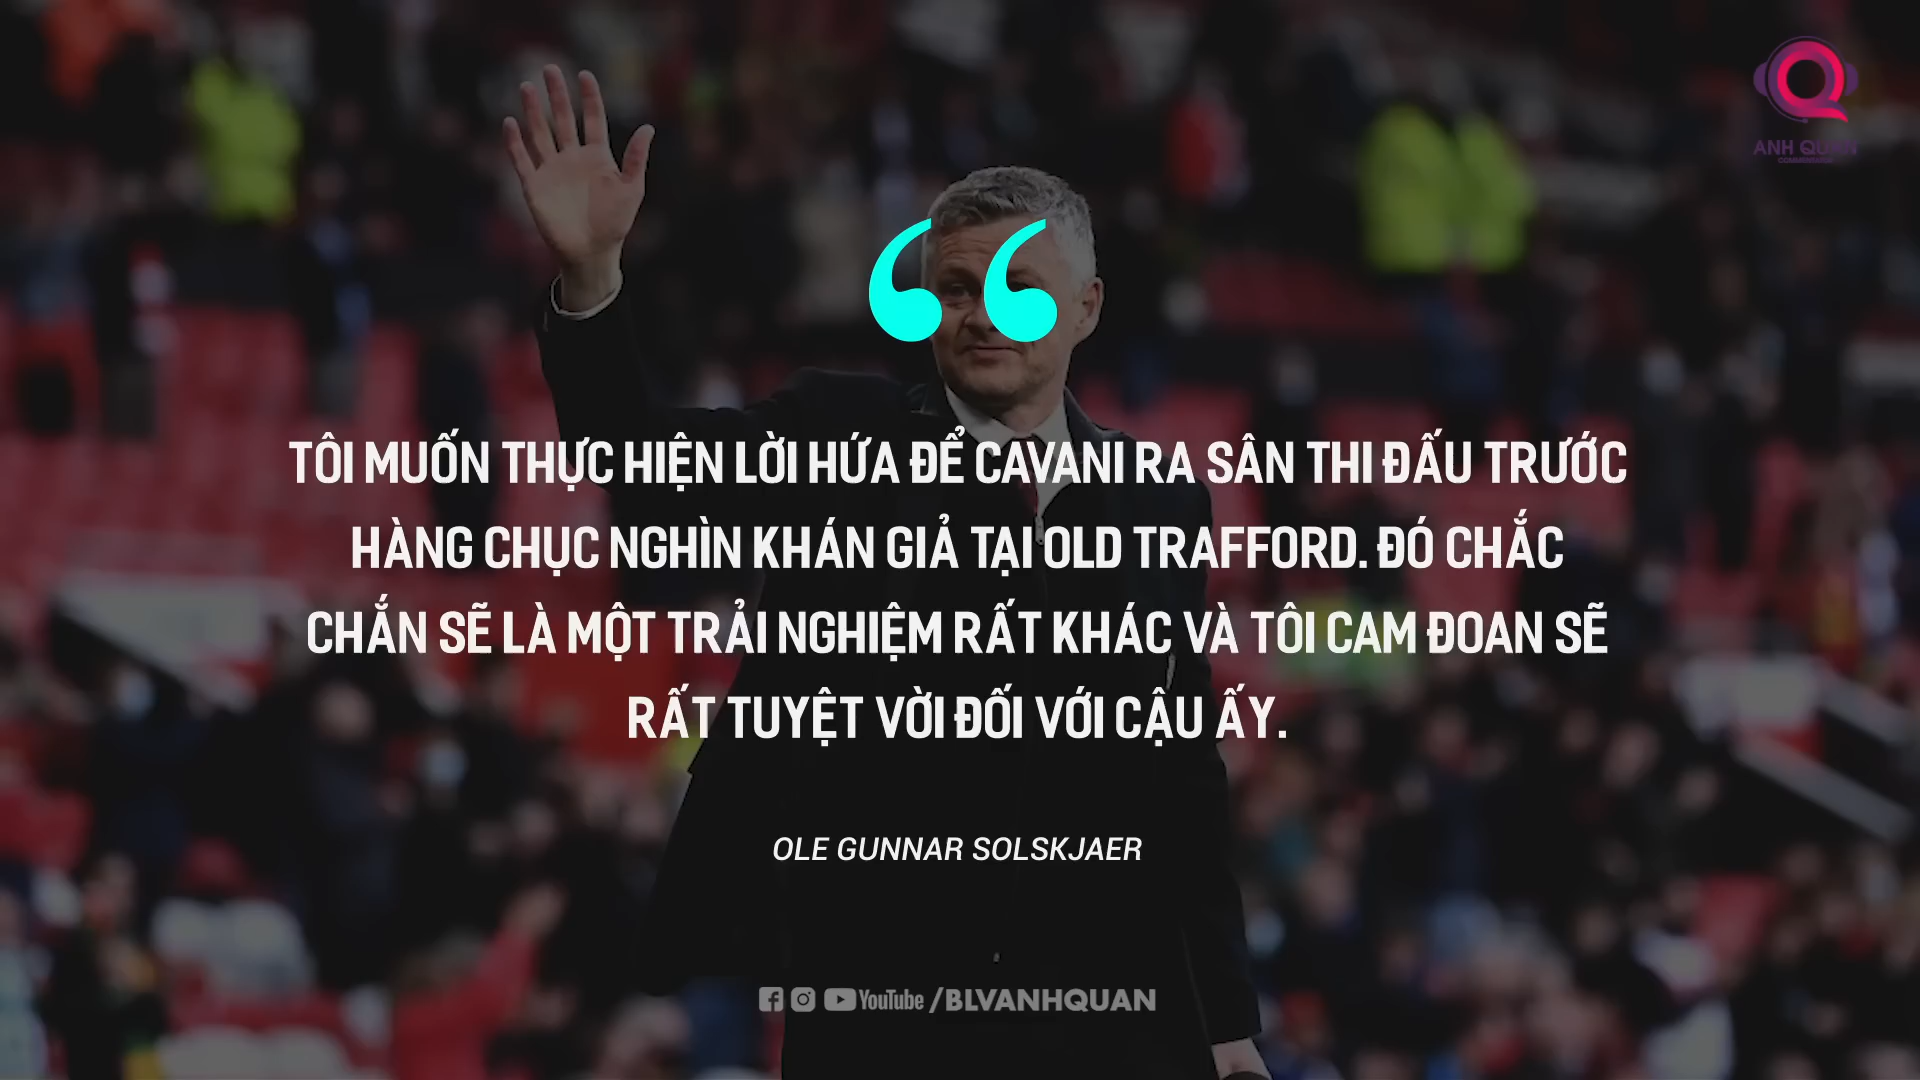 ANH QUÂN
COMMENTATOR
TÔI MUỐN THỰC HIỆN LỜI HỨA ĐỂ CAVANI RA SÂN THI ĐẤU TRƯỚC
HÀNG CHỤC NGHÌN KHÁN GIẢ TẠI OLD TRAFFORD. ĐÓ CHẮC
CHẮN SẼ LÀ MỘT TRẢI NGHIỆM RẤT KHÁC VÀ TÔI CAM ĐOAN SẼ
RẤT TUYỆT VỜI ĐỐI VỚI CẬU ẤY.
OLE GUNNAR SOLSKJAER
YouTube /BLVANHQUAN